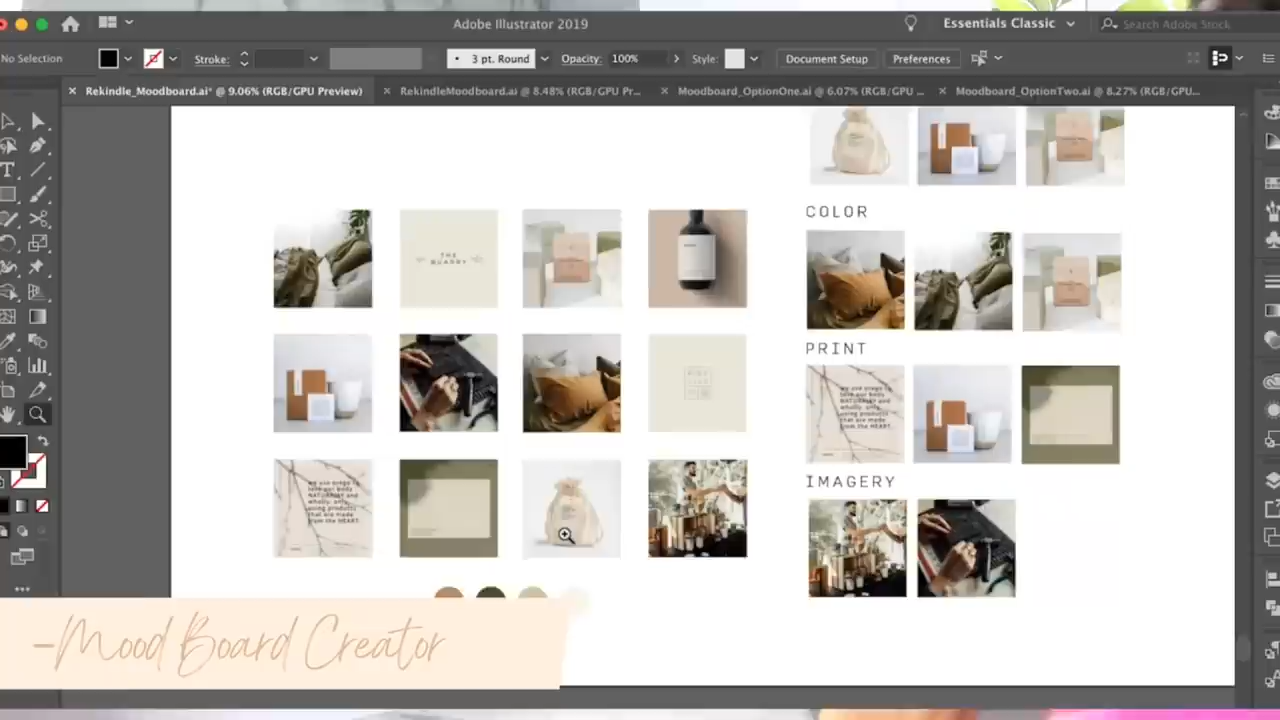 Adobe Illustrator 2019
Essentials Classic
Search Adobe Stock
No Selection
Stroke:
3 pt. Round
Opacity: 100%
Style:
Document Setup
Preferences
Rekindle_Moodboard.ai* @ 9.06% (RGB/GPU Preview)
RekindleMoodboard.ai @ 8.48% (RGB/GPU Pr...
Moodboard_OptionOne.ai @ 6.07% (RGB/GPU ...
Moodboard_OptionTwo.ai @ 8.27% (RGB/GPU...
THE
QUARRY
COLOR
PRINT
IMAGERY
-Mood Board Creator